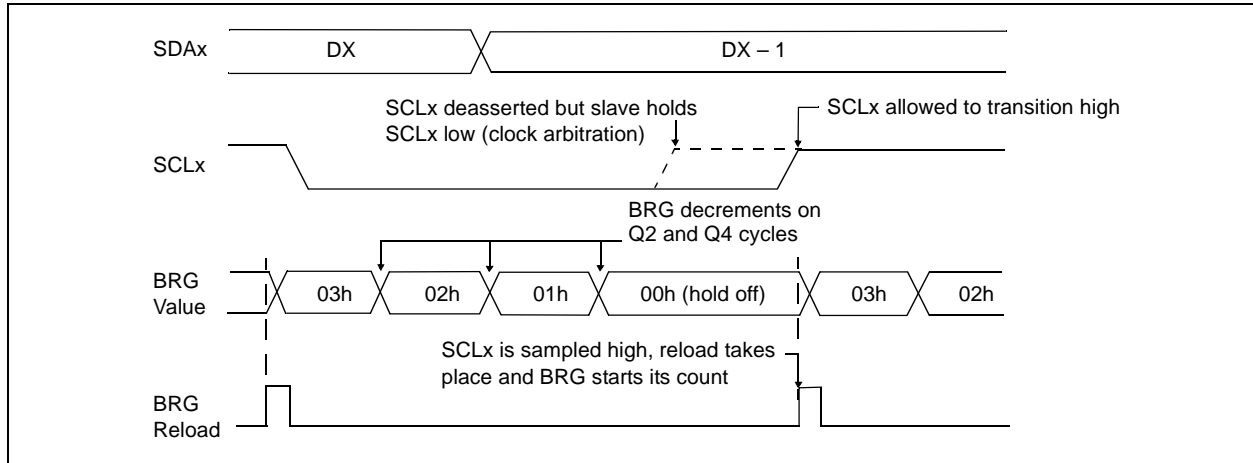 SDAx
DX
DX – 1
SCLx deasserted but slave holds
SCLx low (clock arbitration)
SCLx allowed to transition high
SCLx
BRG decrements on
Q2 and Q4 cycles
BRG
Value
03h
02h
01h
00h (hold off)
03h
02h
SCLx is sampled high, reload takes
place and BRG starts its count
BRG
Reload